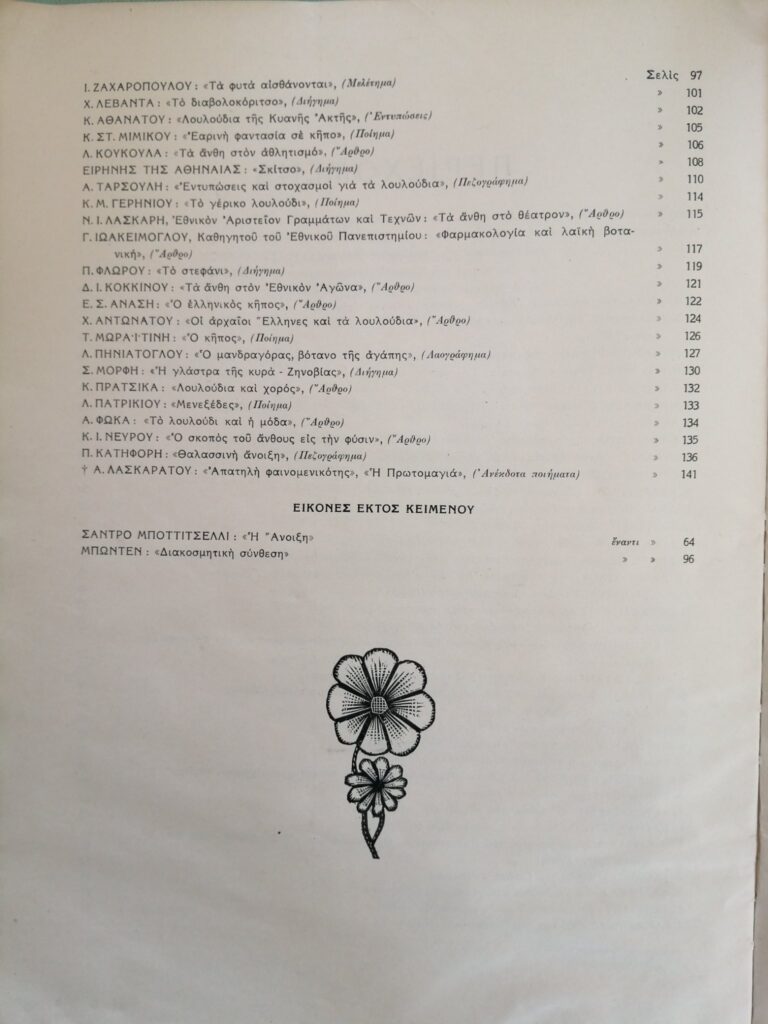 Ι. ΖΑΧΑΡΟΠΟΥΛΟΥ : «Τὰ φυτά αἰσθάνονται», (Μελέτημα) Σελὶς 97
Χ. ΛΕΒΑΝΤΑ : «Τὸ διαβολοκόριτσο», (Διήγημα) » 101
Κ. ΑΘΑΝΑΤΟΥ : «Λουλούδια τῆς Κυανῆς Ἀκτῆς», (Ἐντυπώσεις) » 102
Κ. ΣΤ. ΜΙΜΙΚΟΥ : «Ἐαρινὴ φαντασία σὲ κῆπο», (Ποίημα) » 105
Λ. ΚΟΥΚΟΥΛΑ : «Τὰ ἄνθη στὸν ἀθλητισμό», (Ἄρθρο) » 106
ΕΙΡΗΝΗΣ ΤΗΣ ΑΘΗΝΑΙΑΣ : «Σκίτσο», (Διήγημα) » 108
Α. ΤΑΡΣΟΥΛΗ : «Ἐντυπώσεις καὶ στοχασμοὶ γιά τὰ λουλούδια», (Πεζογράφημα) » 110
Κ. Μ. ΓΕΡΗΝΙΟΥ : «Τὸ γέρικο λουλούδι», (Ποίημα) » 114
Ν. Ι. ΛΑΣΚΑΡΗ, Ἐθνικὸν Ἀριστεῖον Γραμμάτων καὶ Τεχνῶν : «Τὰ ἄνθη στὸ θέατρον», (Ἄρθρο) » 115
Γ. ΙΩΑΚΕΙΜΟΓΛΟΥ, Καθηγητοῦ τοῦ Ἐθνικοῦ Πανεπιστημίου : «Φαρμακολογία καὶ λαϊκὴ βοτα-
νική», (Ἄρθρο) » 117
Π. ΦΛΩΡΟΥ : «Τὸ στεφάνι», (Διήγημα) » 119
Δ. Ι. ΚΟΚΚΙΝΟΥ : «Τὰ ἄνθη στὸν Ἐθνικὸν Ἀγῶνα», (Ἄρθρο) » 121
Ε. Σ. ΑΝΑΣΗ : «Ὁ ἑλληνικὸς κῆπος», (Ἄρθρο) » 122
Χ. ΑΝΤΩΝΑΤΟΥ : «Οἱ ἀρχαῖοι Ἕλληνες καὶ τὰ λουλούδια», (Ἄρθρο) » 124
Τ. ΜΩΡΑ·Ι·ΤΙΝΗ : «Ὁ κῆπος», (Ποίημα) » 126
Λ. ΠΗΝΙΑΤΟΓΛΟΥ : «Ὁ μανδραγόρας, βότανο τῆς ἀγάπης», (Λαογράφημα) » 127
Σ. ΜΟΡΦΗ : «Ἡ γλάστρα τῆς κυρά - Ζηνοβίας», (Διήγημα) » 130
Κ. ΠΡΑΤΣΙΚΑ : «Λουλούδια καὶ χορός», (Ἄρθρο) » 132
Λ. ΠΑΤΡΙΚΙΟΥ : «Μενεξέδες», (Ποίημα) » 133
Α. ΦΩΚΑ : «Τὸ λουλούδι καὶ ἡ μόδα», (Ἄρθρο) » 134
Κ. Ι. ΝΕΥΡΟΥ : «Ὁ σκοπὸς τοῦ ἄνθους εἰς τὴν φύσιν», (Ἄρθρο) » 135
Π. ΚΑΤΗΦΟΡΗ : «Θαλασσινὴ ἄνοιξη», (Πεζογράφημα) » 136
† Α. ΛΑΣΚΑΡΑΤΟΥ : «Ἀπατηλὴ φαινομενικότης», «Ἡ Πρωτομαγιά», (Ἀνέκδοτα ποιήματα) » 141
ΕΙΚΟΝΕΣ ΕΚΤΟΣ ΚΕΙΜΕΝΟΥ
ΣΑΝΤΡΟ ΜΠΟΤΤΙΤΣΕΛΛΙ : «Ἡ Ἄνοιξη» ἔναντι » 64
ΜΠΩΝΤΕΝ : «Διακοσμητικὴ σύνθεση» » » 96